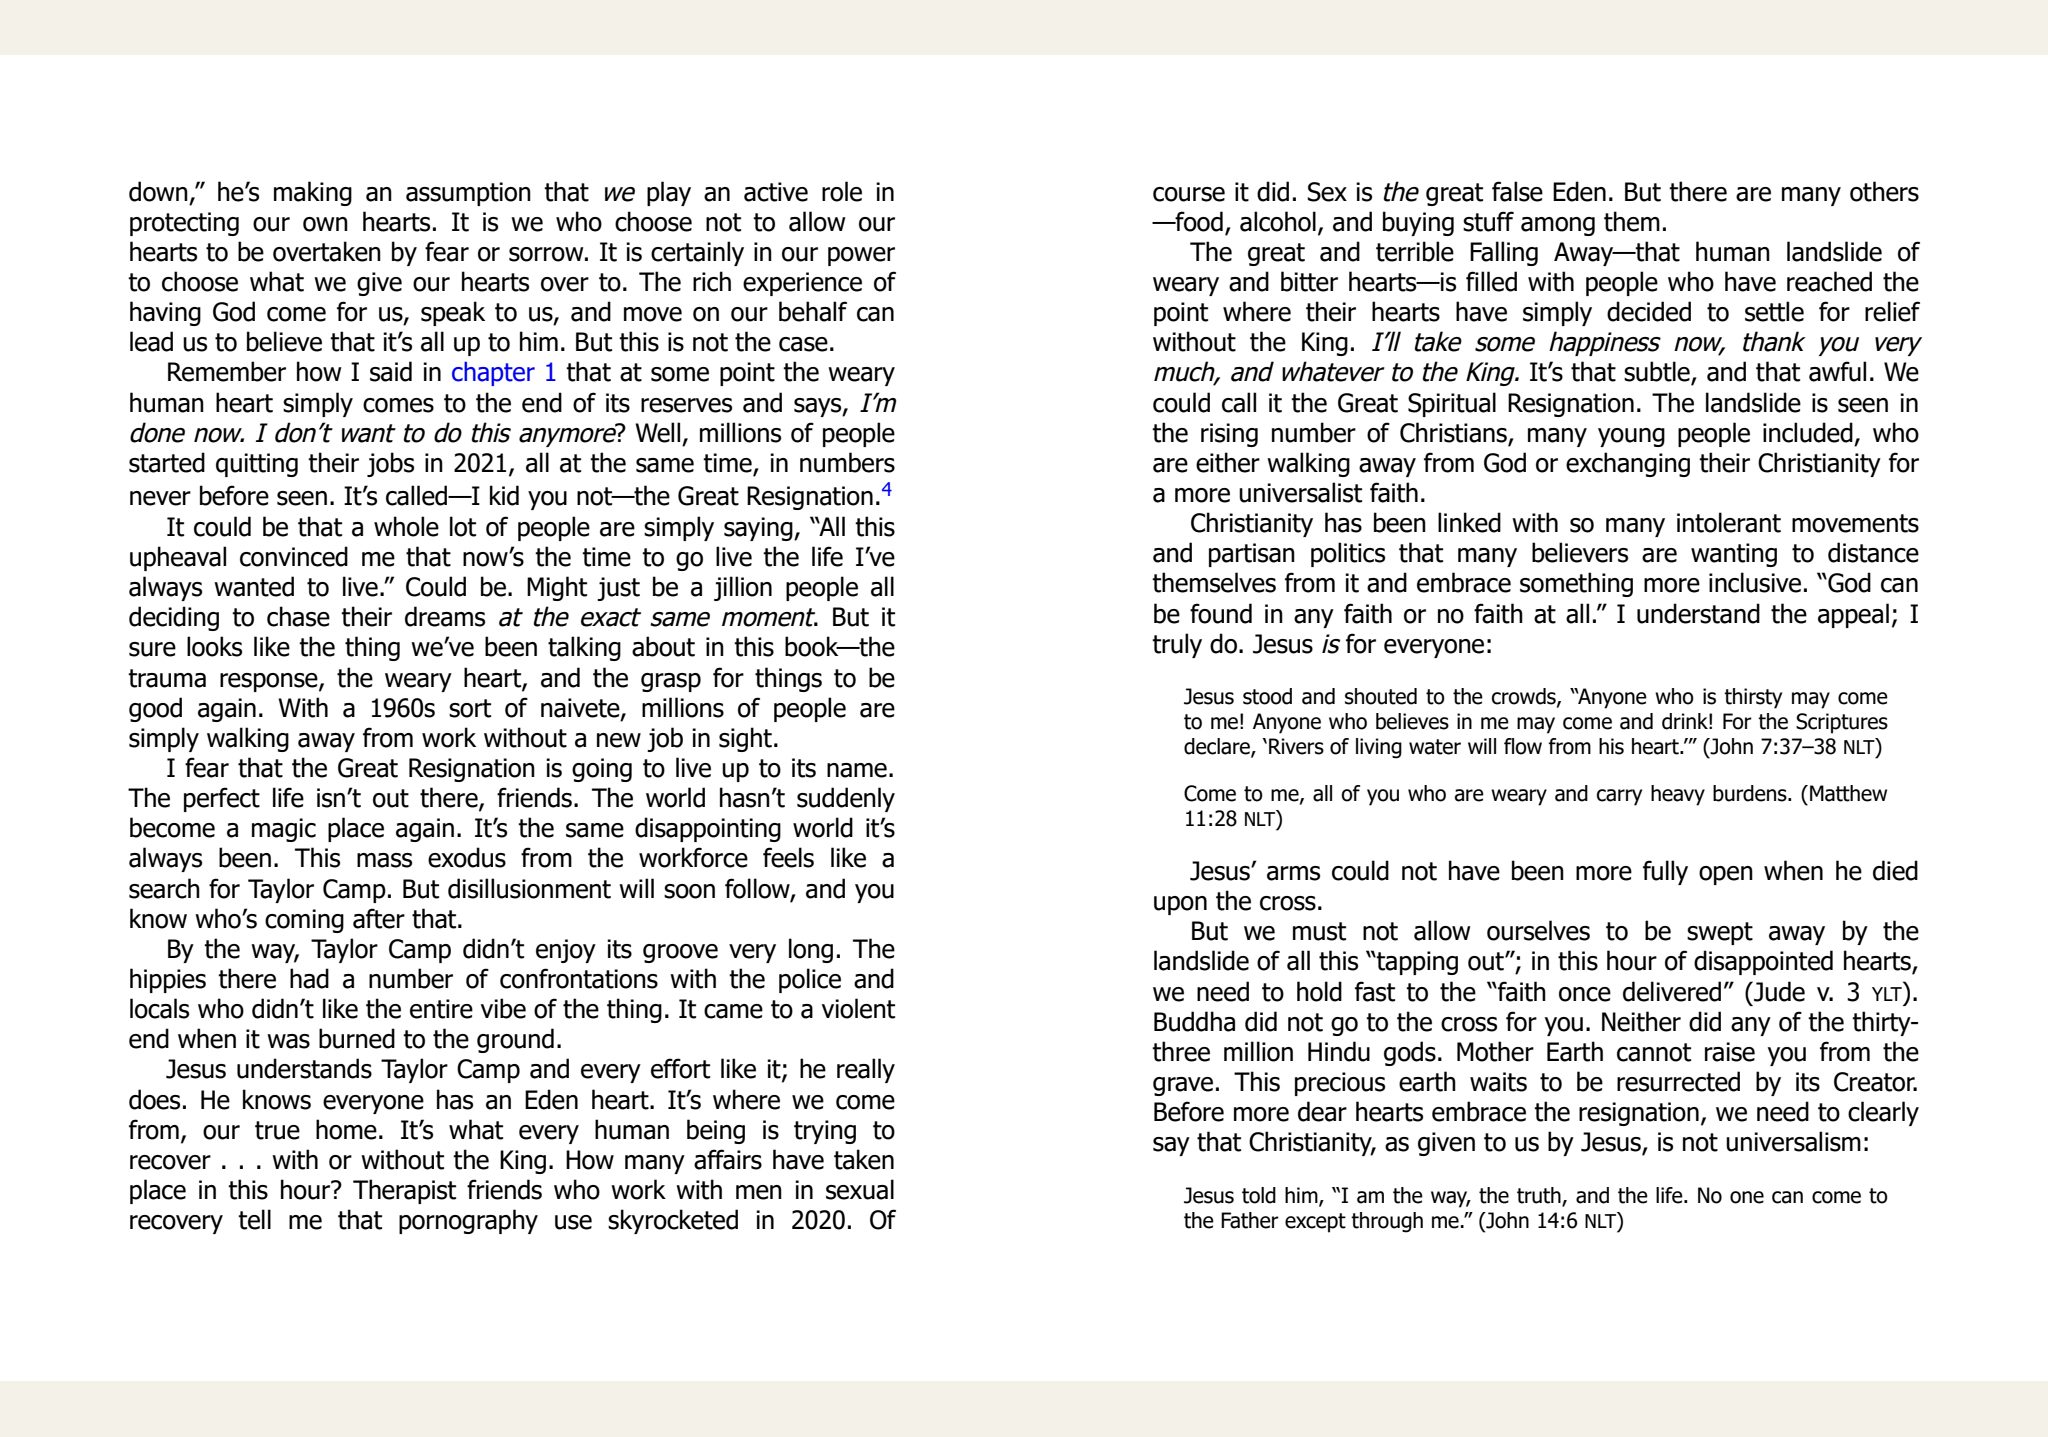 down,” he’s making an assumption that we play an active role in
protecting our own hearts. It is we who choose not to allow our
hearts to be overtaken by fear or sorrow. It is certainly in our power
to choose what we give our hearts over to. The rich experience of
having God come for us, speak to us, and move on our behalf can
lead us to believe that it’s all up to him. But this is not the case.
Remember how I said in chapter 1 that at some point the weary
human heart simply comes to the end of its reserves and says, I’m
done now. I don’t want to do this anymore? Well, millions of people
started quitting their jobs in 2021, all at the same time, in numbers
never before seen. It’s called—I kid you not—the Great Resignation.4
It could be that a whole lot of people are simply saying, “All this
upheaval convinced me that now’s the time to go live the life I’ve
always wanted to live.” Could be. Might just be a jillion people all
deciding to chase their dreams at the exact same moment. But it
sure looks like the thing we’ve been talking about in this book—the
trauma response, the weary heart, and the grasp for things to be
good again. With a 1960s sort of naivete, millions of people are
simply walking away from work without a new job in sight.
I fear that the Great Resignation is going to live up to its name.
The perfect life isn’t out there, friends. The world hasn’t suddenly
become a magic place again. It’s the same disappointing world it’s
always been. This mass exodus from the workforce feels like a
search for Taylor Camp. But disillusionment will soon follow, and you
know who’s coming after that.
By the way, Taylor Camp didn’t enjoy its groove very long. The
hippies there had a number of confrontations with the police and
locals who didn’t like the entire vibe of the thing. It came to a violent
end when it was burned to the ground.
Jesus understands Taylor Camp and every effort like it; he really
does. He knows everyone has an Eden heart. It’s where we come
from, our true home. It’s what every human being is trying to
recover . . . with or without the King. How many affairs have taken
place in this hour? Therapist friends who work with men in sexual
recovery tell me that pornography use skyrocketed in 2020. Of
course it did. Sex is the great false Eden. But there are many others
—food, alcohol, and buying stuff among them.
The great and terrible Falling Away—that human landslide of
weary and bitter hearts—is filled with people who have reached the
point where their hearts have simply decided to settle for relief
without the King. I’ll take some happiness now, thank you very
much, and whatever to the King. It’s that subtle, and that awful. We
could call it the Great Spiritual Resignation. The landslide is seen in
the rising number of Christians, many young people included, who
are either walking away from God or exchanging their Christianity for
a more universalist faith.
Christianity has been linked with so many intolerant movements
and partisan politics that many believers are wanting to distance
themselves from it and embrace something more inclusive. “God can
be found in any faith or no faith at all.” I understand the appeal; I
truly do. Jesus is for everyone:
Jesus stood and shouted to the crowds, “Anyone who is thirsty may come
to me! Anyone who believes in me may come and drink! For the Scriptures
declare, ‘Rivers of living water will flow from his heart.’” (John 7:37–38 NLT)
Come to me, all of you who are weary and carry heavy burdens. (Matthew
11:28 NLT)
Jesus’ arms could not have been more fully open when he died
upon the cross.
But we must not allow ourselves to be swept away by the
landslide of all this “tapping out”; in this hour of disappointed hearts,
we need to hold fast to the “faith once delivered” (Jude v. 3 YLT).
Buddha did not go to the cross for you. Neither did any of the thirty-
three million Hindu gods. Mother Earth cannot raise you from the
grave. This precious earth waits to be resurrected by its Creator.
Before more dear hearts embrace the resignation, we need to clearly
say that Christianity, as given to us by Jesus, is not universalism:
Jesus told him, “I am the way, the truth, and the life. No one can come to
the Father except through me.” (John 14:6 NLT)